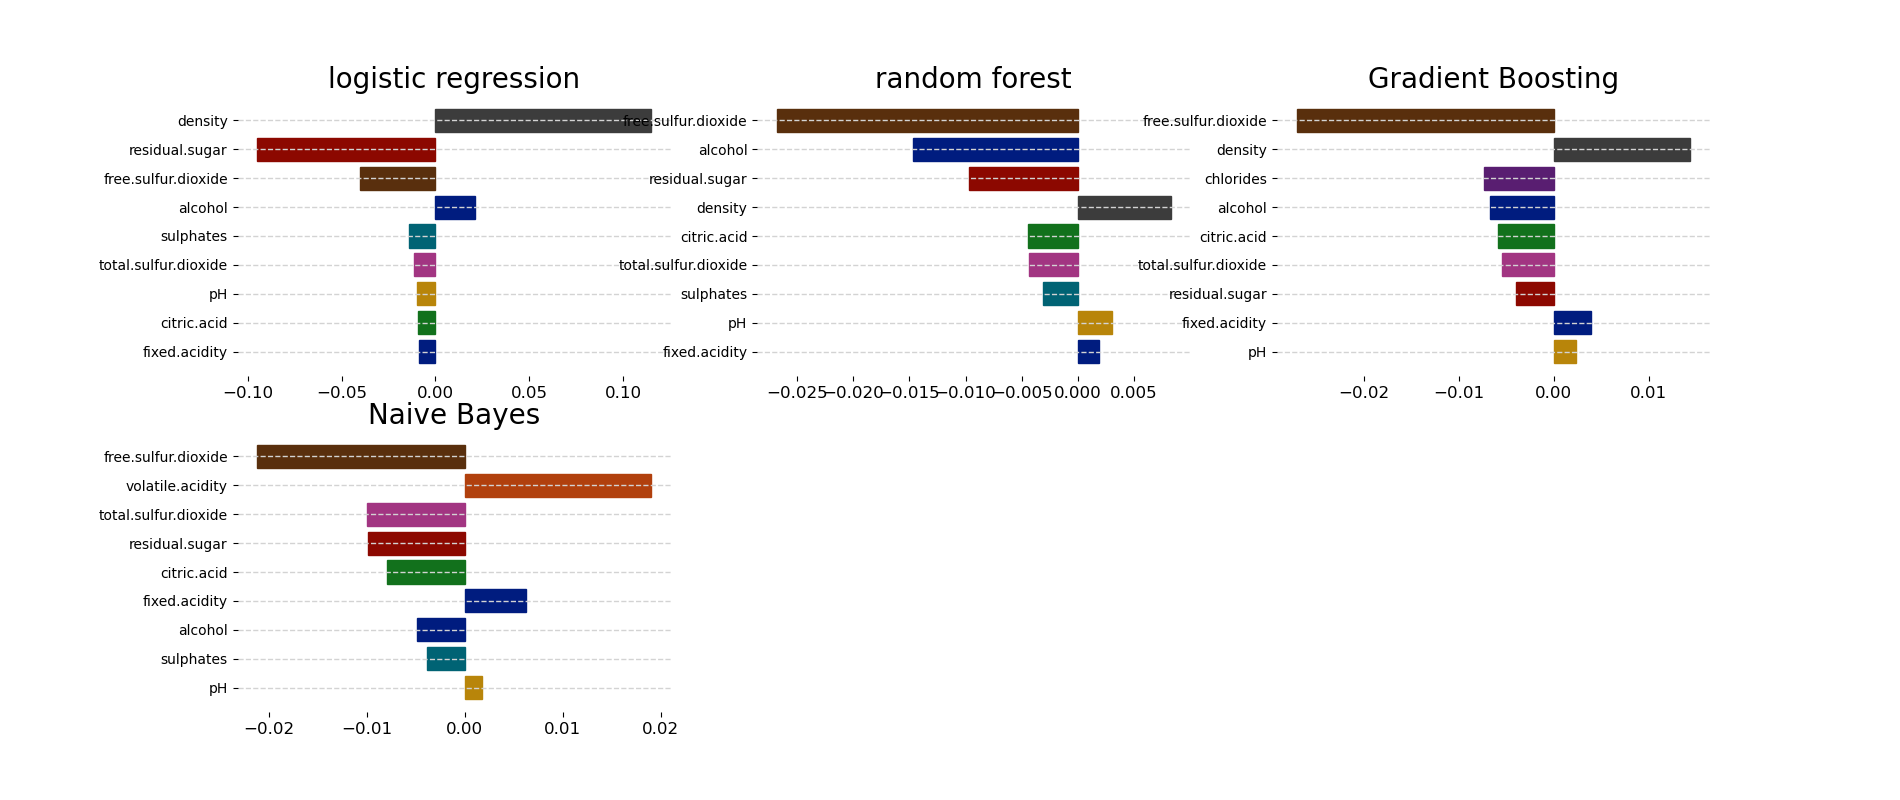 logistic regression
density
residual.sugar
free.sulfur.dioxide
alcohol
sulphates
total.sulfur.dioxide
pH
citric.acid
fixed.acidity
−0.10 −0.05 0.00 0.05 0.10
random forest
free.sulfur.dioxide
alcohol
residual.sugar
density
citric.acid
total.sulfur.dioxide
sulphates
pH
fixed.acidity
−0.025 −0.020 −0.015 −0.010 −0.005 0.000 0.005
Gradient Boosting
free.sulfur.dioxide
density
chlorides
alcohol
citric.acid
total.sulfur.dioxide
residual.sugar
fixed.acidity
pH
−0.02 −0.01 0.00 0.01
Naive Bayes
free.sulfur.dioxide
volatile.acidity
total.sulfur.dioxide
residual.sugar
citric.acid
fixed.acidity
alcohol
sulphates
pH
−0.02 −0.01 0.00 0.01 0.02